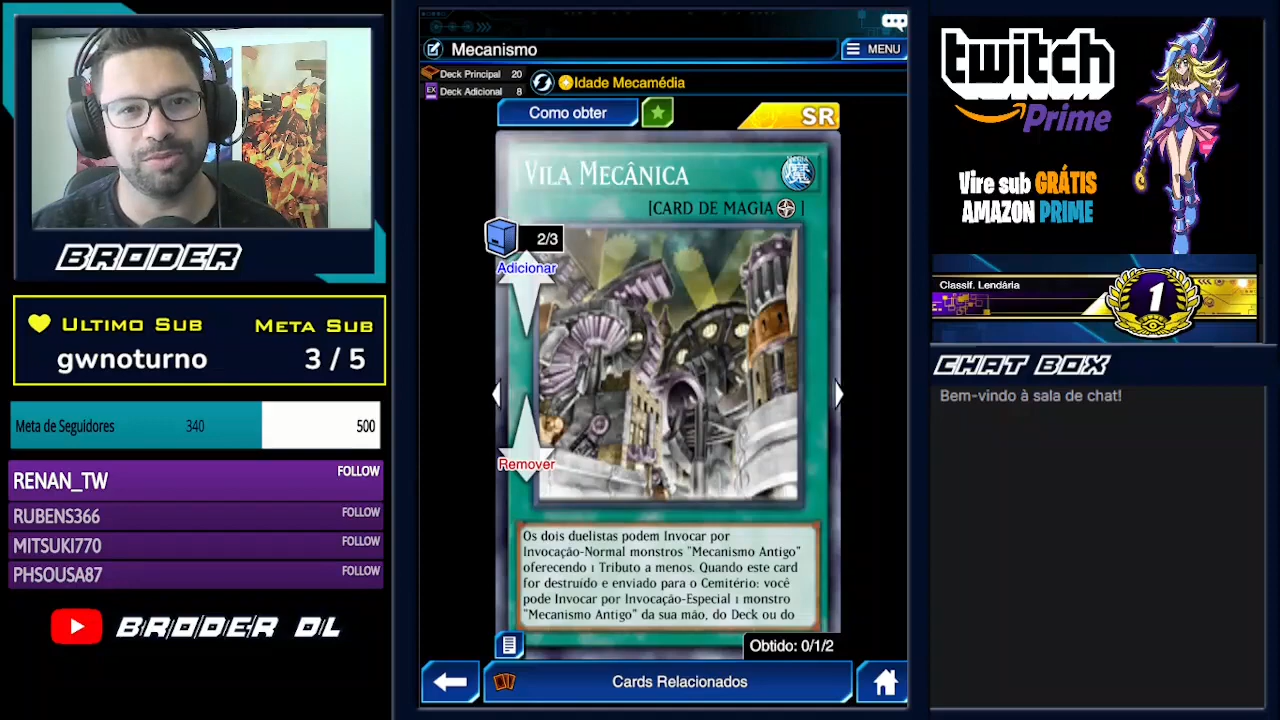 BRODER
ULTIMO SUB
META SUB
gwnoturno
3 / 5
Meta de Seguidores
340
500
RENAN_TW
FOLLOW
RUBENS366
FOLLOW
MITSUKI770
FOLLOW
PHSOUSA87
FOLLOW
BRODER DL
Mecanismo
MENU
Deck Principal 20
EX Deck Adicional 8
Idade Mecamédia
Como obter
SR
VILA MECÂNICA
[CARD DE MAGIA ]
2/3
Adicionar
Remover
Os dois duelistas podem Invocar por
Invocação-Normal monstros "Mecanismo Antigo"
oferecendo 1 Tributo a menos. Quando este card
for destruído e enviado para o Cemitério: você
pode Invocar por Invocação-Especial 1 monstro
"Mecanismo Antigo" da sua mão, do Deck ou do
Obtido: 0/1/2
Cards Relacionados
twitch
Prime
Vire sub GRÁTIS
AMAZON PRIME
Classif. Lendária
1
CHAT BOX
Bem-vindo à sala de chat!